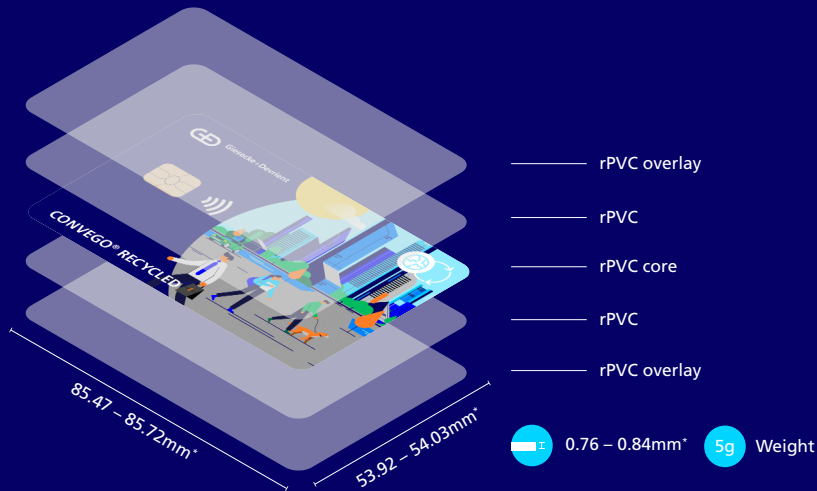 Giesecke+Devrient
CONVEGO® RECYCLED
rPVC overlay
rPVC
rPVC core
rPVC
rPVC overlay
85.47 – 85.72mm*
53.92 – 54.03mm*
0.76 – 0.84mm*
5g Weight